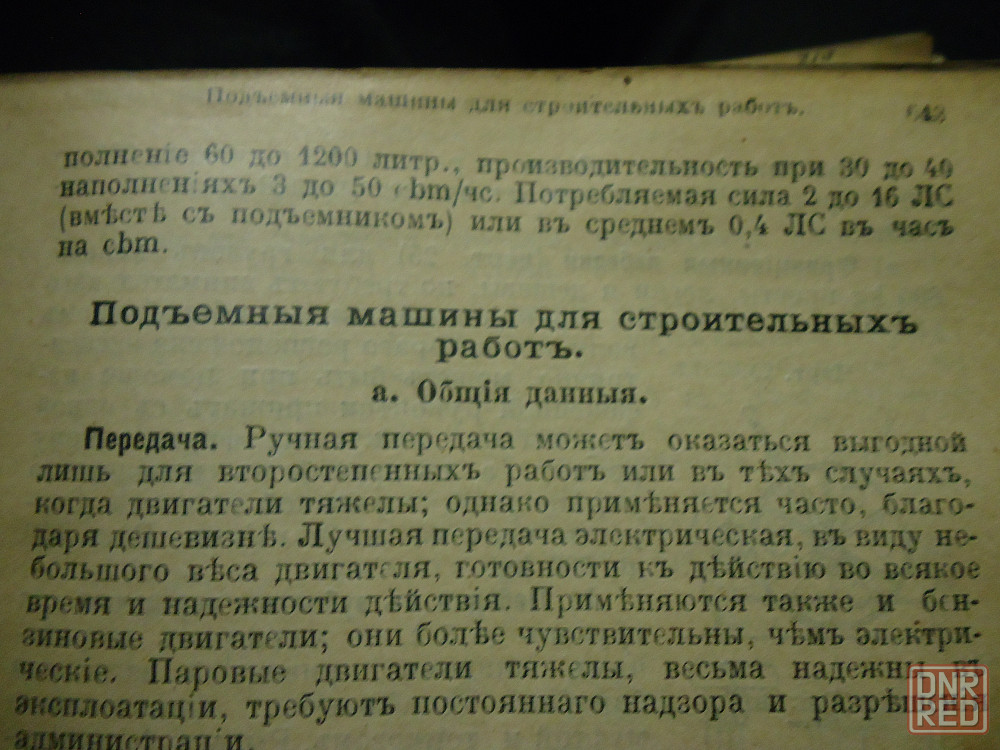 Подъемныя машины для строительныхъ работъ.
полненіе 60 до 1200 литр., производительность при 30 до 40
наполненіяхъ 3 до 50 cbm/чс. Потребляемая сила 2 до 16 ЛС
(вмѣстѣ съ подъемникомъ) или въ среднемъ 0,4 ЛС въ часъ
на cbm.
Подъемныя машины для строительныхъ
работъ.
а. Общія данныя.
Передача. Ручная передача можетъ оказаться выгодной
лишь для второстепенныхъ работъ или въ тѣхъ случаяхъ,
когда двигатели тяжелы; однако примѣняется часто, благо-
даря дешевизнѣ. Лучшая передача электрическая, въ виду не-
большого вѣса двигателя, готовности къ дѣйствію во всякое
время и надежности дѣйствія. Примѣняются также и бен-
зиновые двигатели; они болѣе чувствительны, чѣмъ электри-
ческіе. Паровые двигатели тяжелы, весьма надежны въ
эксплоатаціи, требуютъ постояннаго надзора и разрѣшенія
администраціи.
DNR
RED